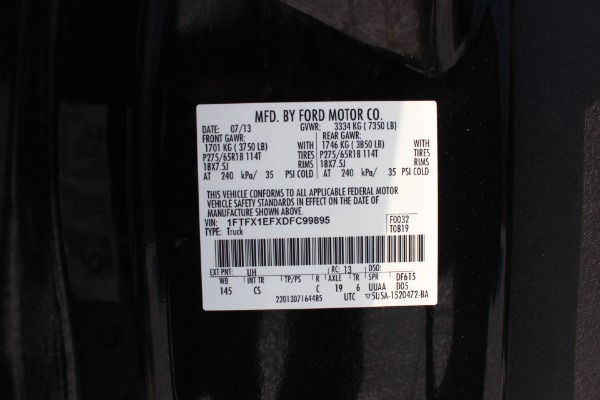 MFD. BY FORD MOTOR CO.
DATE: 07/13 GVWR: 3334 KG ( 7350 LB)
FRONT GAWR: REAR GAWR:
1701 KG ( 3750 LB) WITH 1746 KG ( 3850 LB) WITH
P275/65R18 114T TIRES P275/65R18 114T TIRES
18X7.5J RIMS 18X7.5J RIMS
AT 240 kPa/ 35 PSI COLD AT 240 kPa/ 35 PSI COLD
THIS VEHICLE CONFORMS TO ALL APPLICABLE FEDERAL MOTOR
VEHICLE SAFETY STANDARDS IN EFFECT ON THE DATE OF
MANUFACTURE SHOWN ABOVE.
VIN: 1FTFX1EFXDFC99895 F0032
TYPE: Truck T0819
EXT PNT: UH RC: 13 DSO:
WB INT TR TP/PS R AXLE TR SPR DF615
145 CS C 19 6 UUAA D05
2201307164485 UTC ▽5U5A-1520472-BA